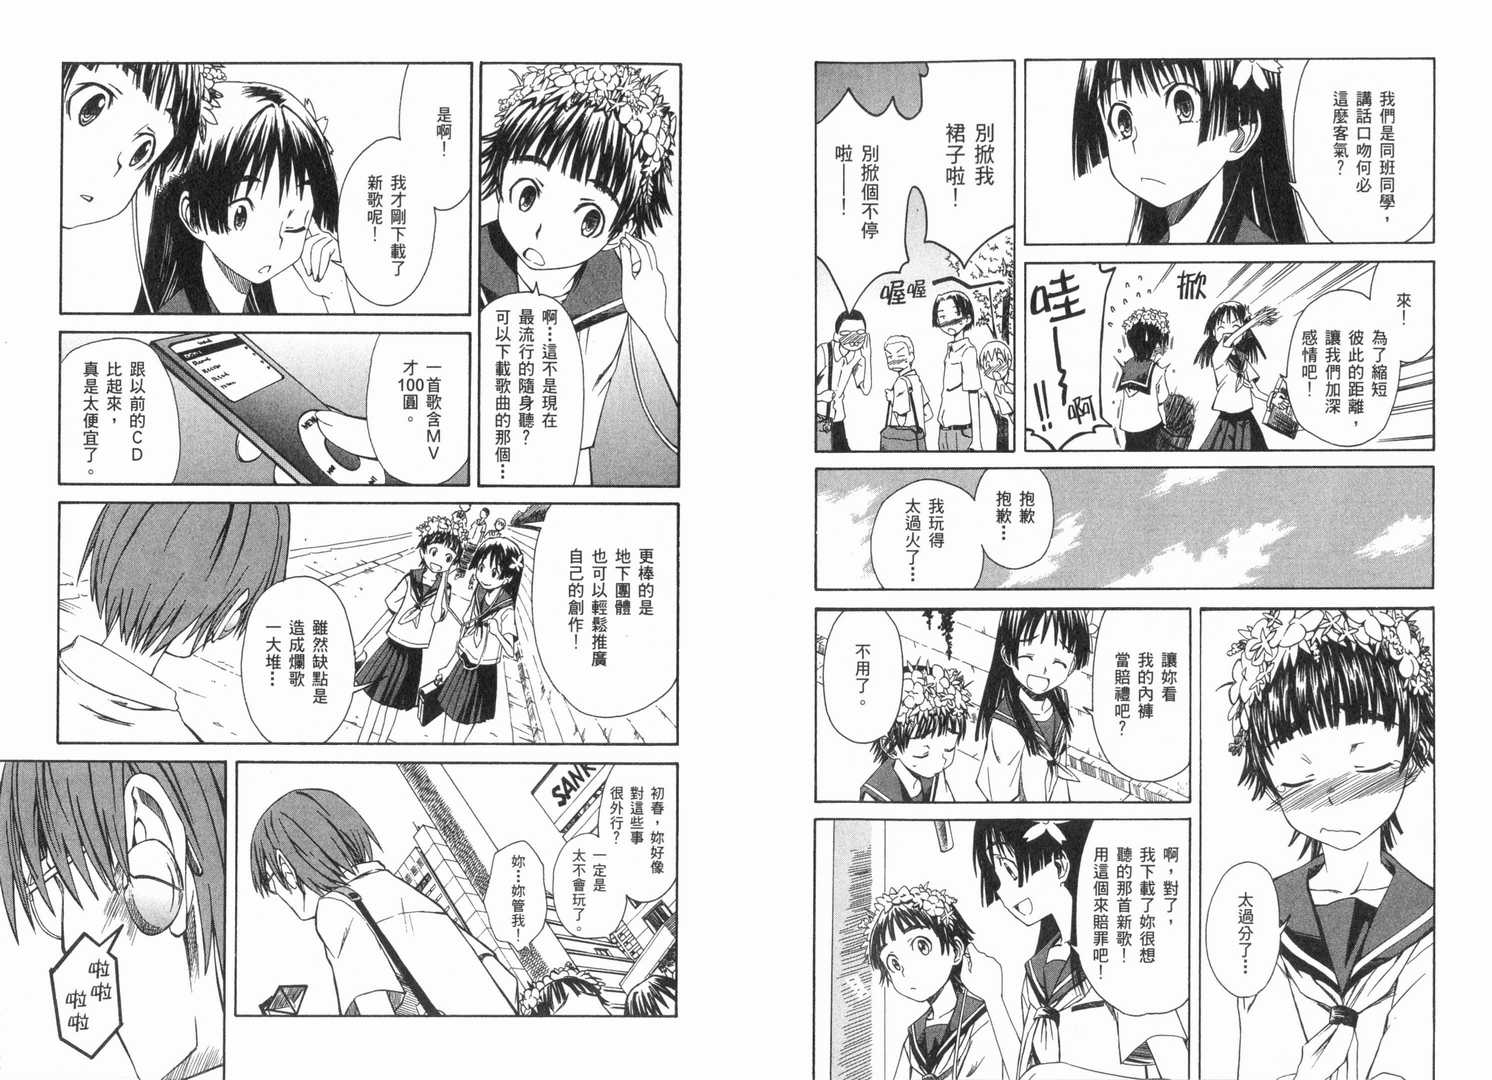 我們是同班同學，
講話口吻何必
這麼客氣？
別掀我
裙子啦！
別掀個不停
啦——！
喔喔
來！
為了縮短
彼此的距離，
讓我們加深
感情吧！
掀
哇——！！
啊
抱歉
抱歉…
我玩得
太過火了…
太過分了…
讓妳看
我的內褲
當賠禮吧？
不用了。
啊，對了，
我下載了妳很想
聽的那首新歌！
用這個來賠罪吧！
啊…這不是現在
最流行的隨身聽？
可以下載歌曲的那個…
是啊！
我才剛下載了
新歌呢！
一首歌含MV
才100圓。
跟以前的CD
比起來，
真是太便宜了。
更棒的是
地下團體
也可以輕鬆推廣
自己的創作！
雖然缺點是
造成爛歌
一大堆…
SANK
初春，妳好像
對這些事
很外行？
一定是
太不會玩了。
妳…妳管我！
啦啦
啦啦